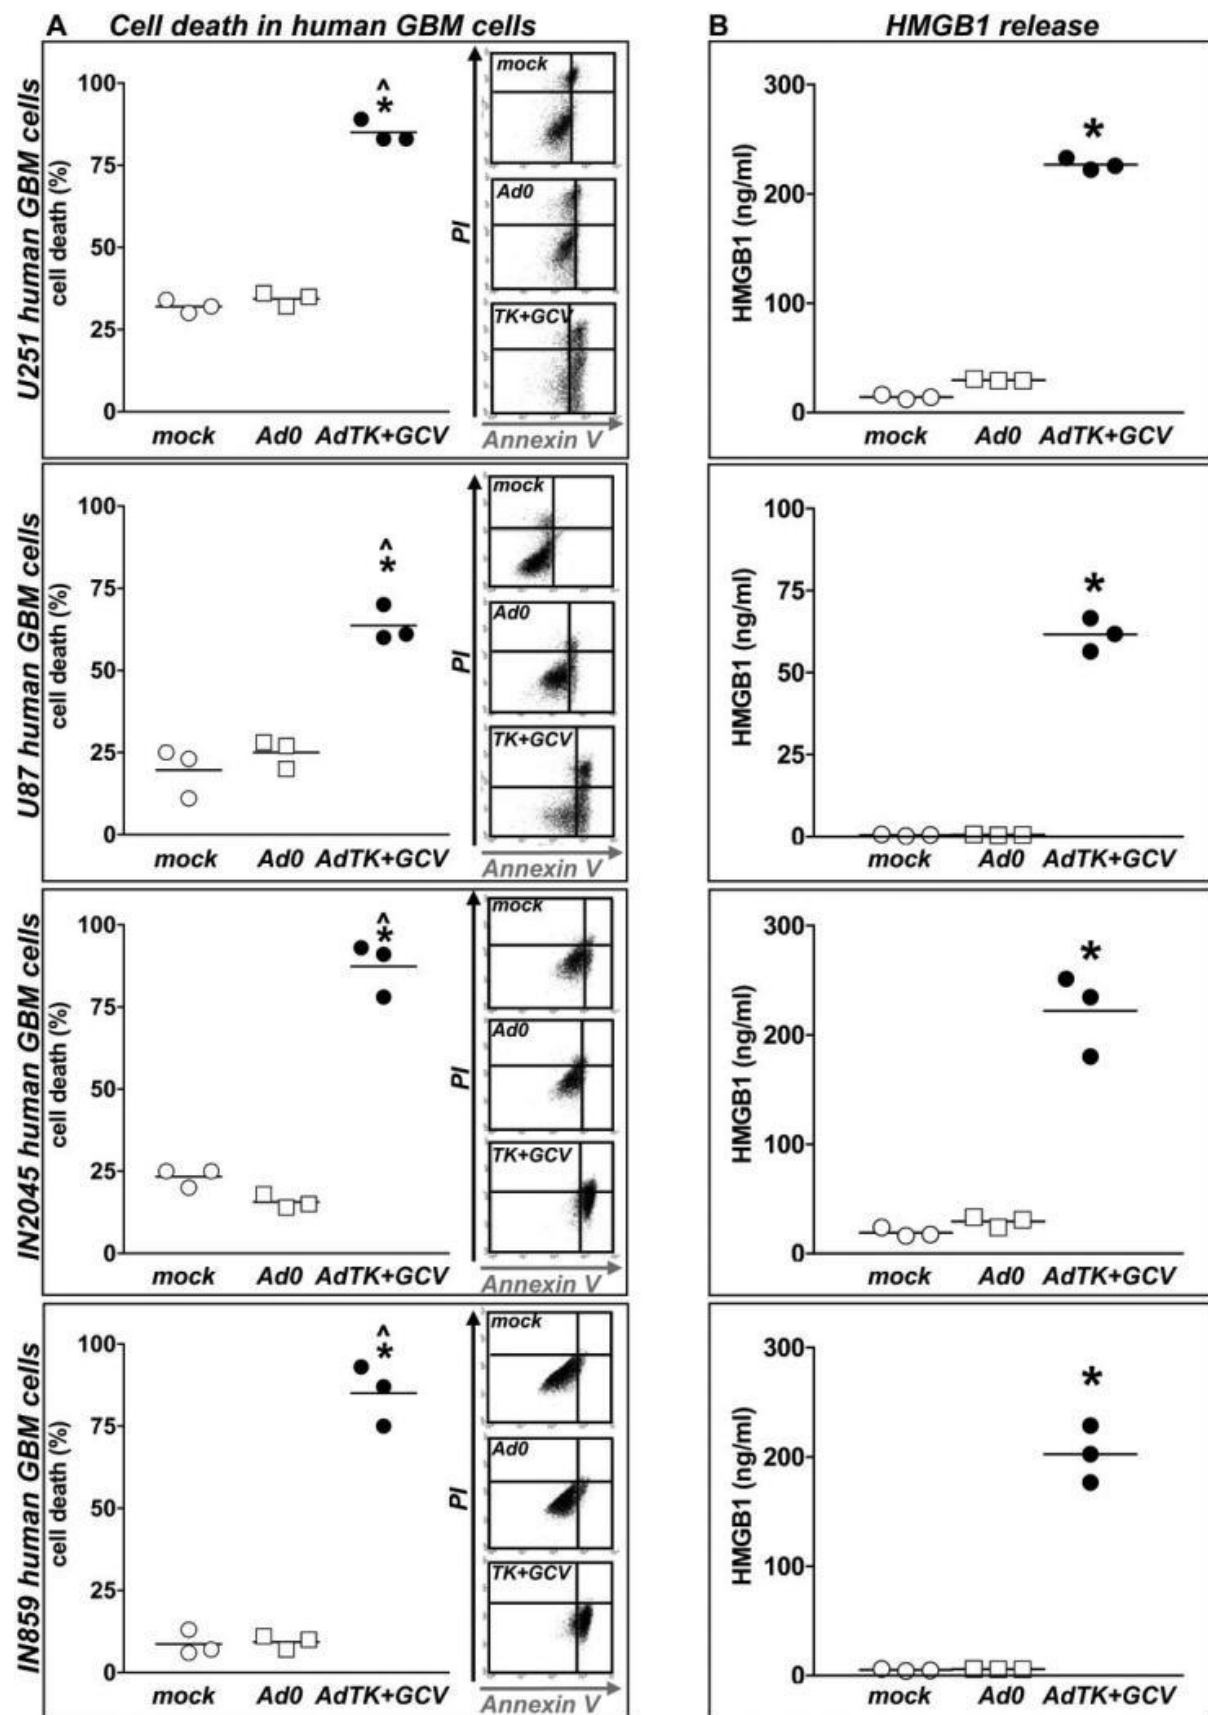 A Cell death in human GBM cells
B HMGB1 release
U251 human GBM cells
cell death (%)
100
75
50
25
0
^
*
mock Ad0 AdTK+GCV
PI
mock
Ad0
TK+GCV
Annexin V
HMGB1 (ng/ml)
300
200
100
0
*
mock Ad0 AdTK+GCV
U87 human GBM cells
cell death (%)
100
75
50
25
0
^
*
mock Ad0 AdTK+GCV
PI
mock
Ad0
TK+GCV
Annexin V
HMGB1 (ng/ml)
100
75
50
25
0
*
mock Ad0 AdTK+GCV
IN2045 human GBM cells
cell death (%)
100
75
50
25
0
^
*
mock Ad0 AdTK+GCV
PI
mock
Ad0
TK+GCV
Annexin V
HMGB1 (ng/ml)
300
200
100
0
*
mock Ad0 AdTK+GCV
IN859 human GBM cells
cell death (%)
100
75
50
25
0
^
*
mock Ad0 AdTK+GCV
PI
mock
Ad0
TK+GCV
Annexin V
HMGB1 (ng/ml)
300
200
100
0
*
mock Ad0 AdTK+GCV